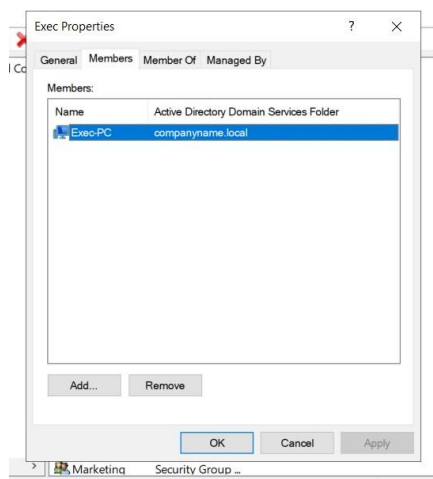 Exec Properties ? X
l Co
General Members Member Of Managed By
Members:
Name Active Directory Domain Services Folder
Exec-PC companyname.local
Add... Remove
OK Cancel Apply
Marketing Security Group ...